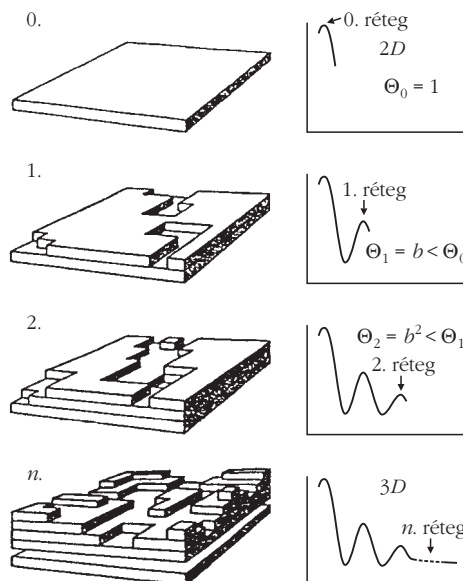 0.
0. réteg
2D
Θ₀ = 1
1.
1. réteg
Θ₁ = b < Θ₀
2.
Θ₂ = b² < Θ₁
2. réteg
n.
3D
n. réteg